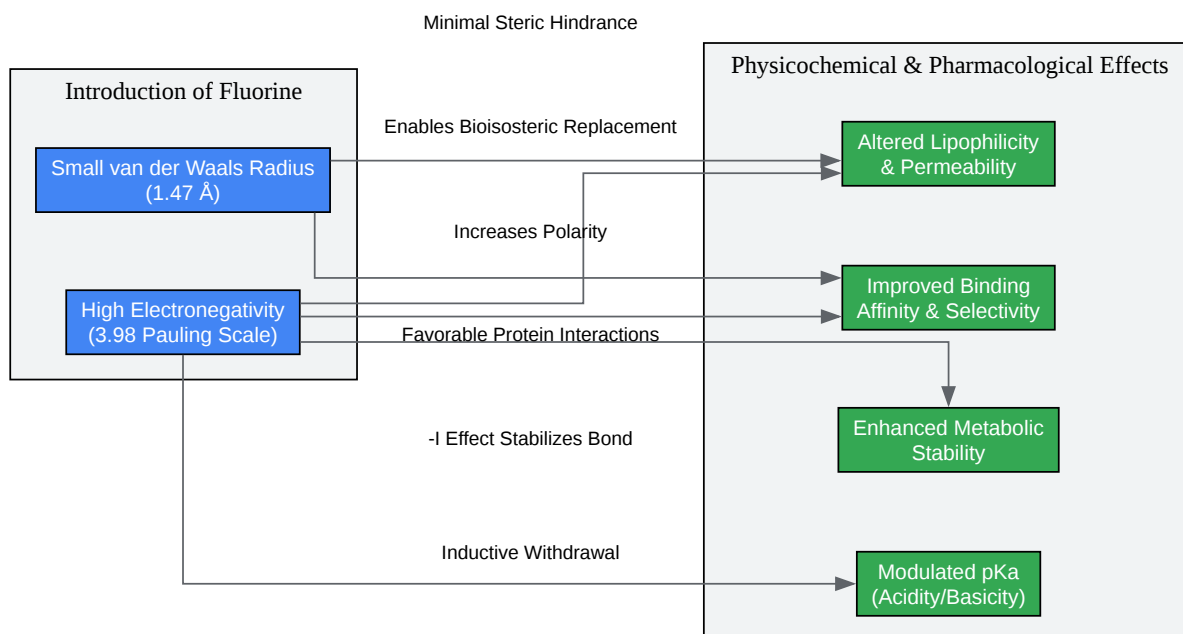 Minimal Steric Hindrance
Introduction of Fluorine
Physicochemical & Pharmacological Effects
Small van der Waals Radius
(1.47 Å)
Enables Bioisosteric Replacement
Altered Lipophilicity
& Permeability
Increases Polarity
High Electronegativity
(3.98 Pauling Scale)
Improved Binding
Affinity & Selectivity
Favorable Protein Interactions
-I Effect Stabilizes Bond
Enhanced Metabolic
Stability
Inductive Withdrawal
Modulated pKa
(Acidity/Basicity)